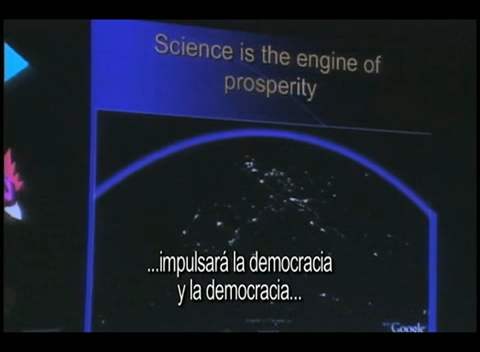 Science is the engine of
prosperity
...impulsará la democracia
y la democracia...
Google